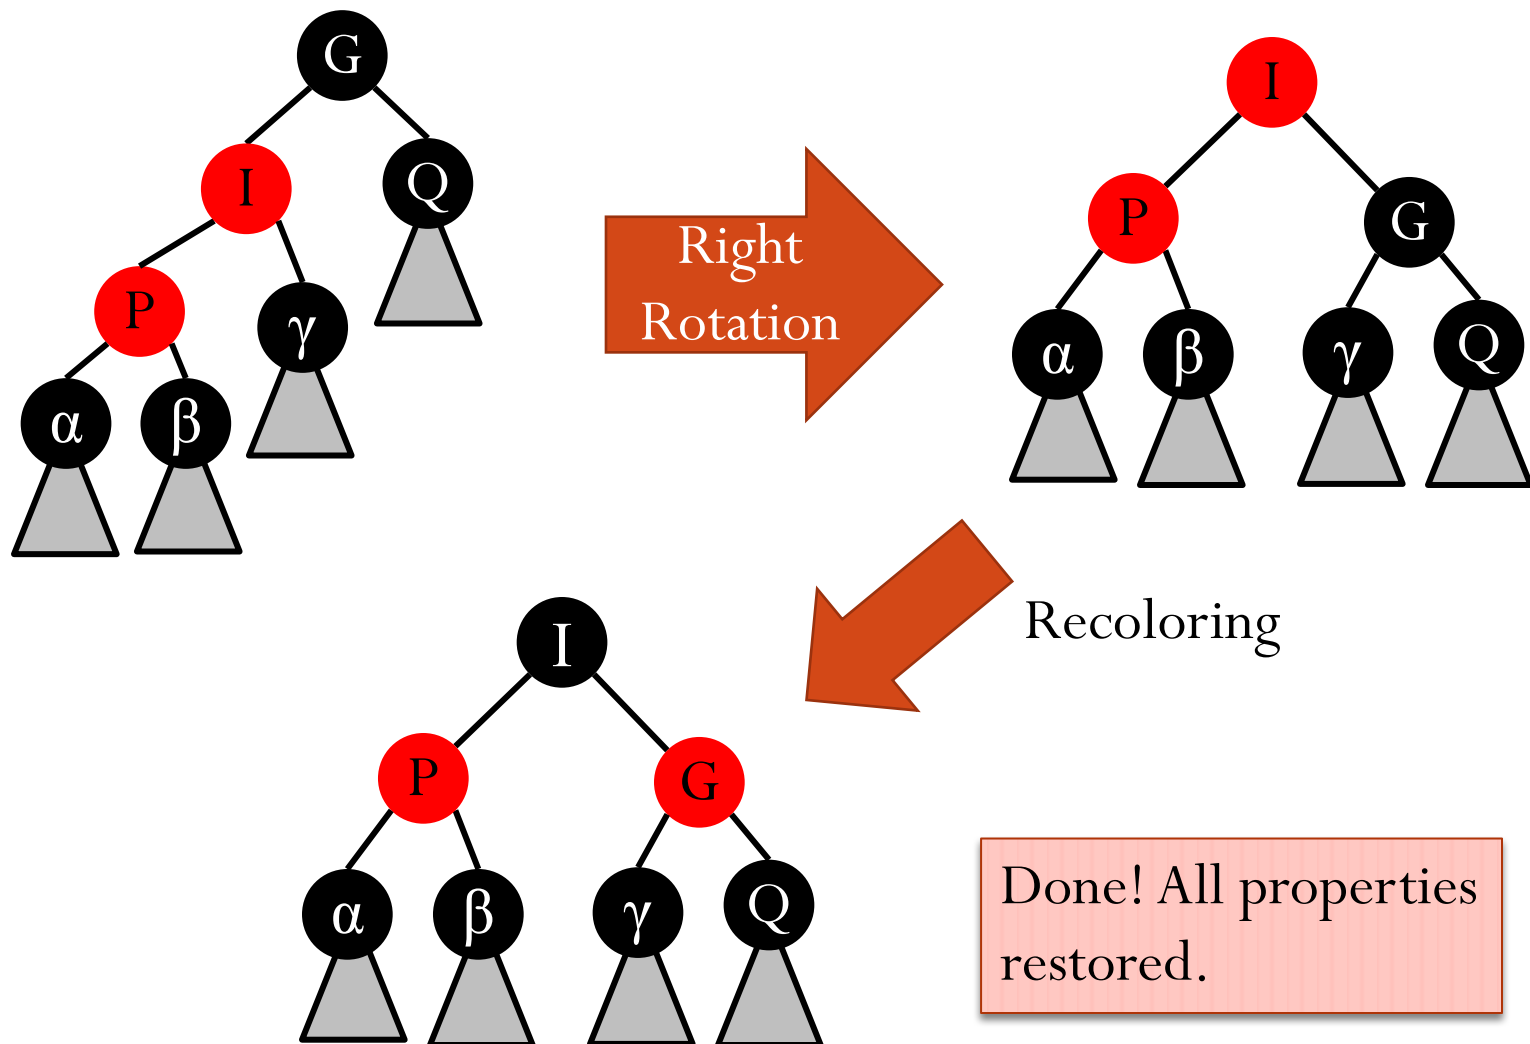 G
I
Q
P
γ
α
β
Right
Rotation
I
P
G
α
β
γ
Q
Recoloring
I
P
G
α
β
γ
Q
Done! All properties
restored.